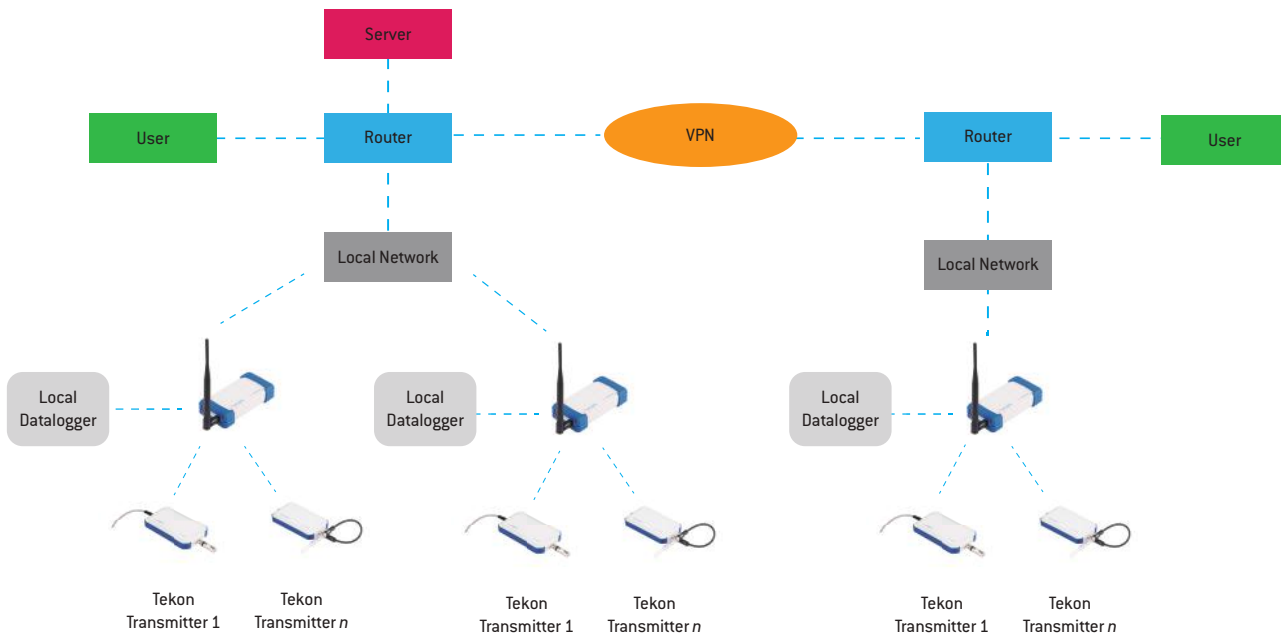 Server
User
Router
VPN
Router
User
Local Network
Local Network
Local
Datalogger
Local
Datalogger
Local
Datalogger
Tekon
Transmitter 1
Tekon
Transmitter n
Tekon
Transmitter 1
Tekon
Transmitter n
Tekon
Transmitter 1
Tekon
Transmitter n